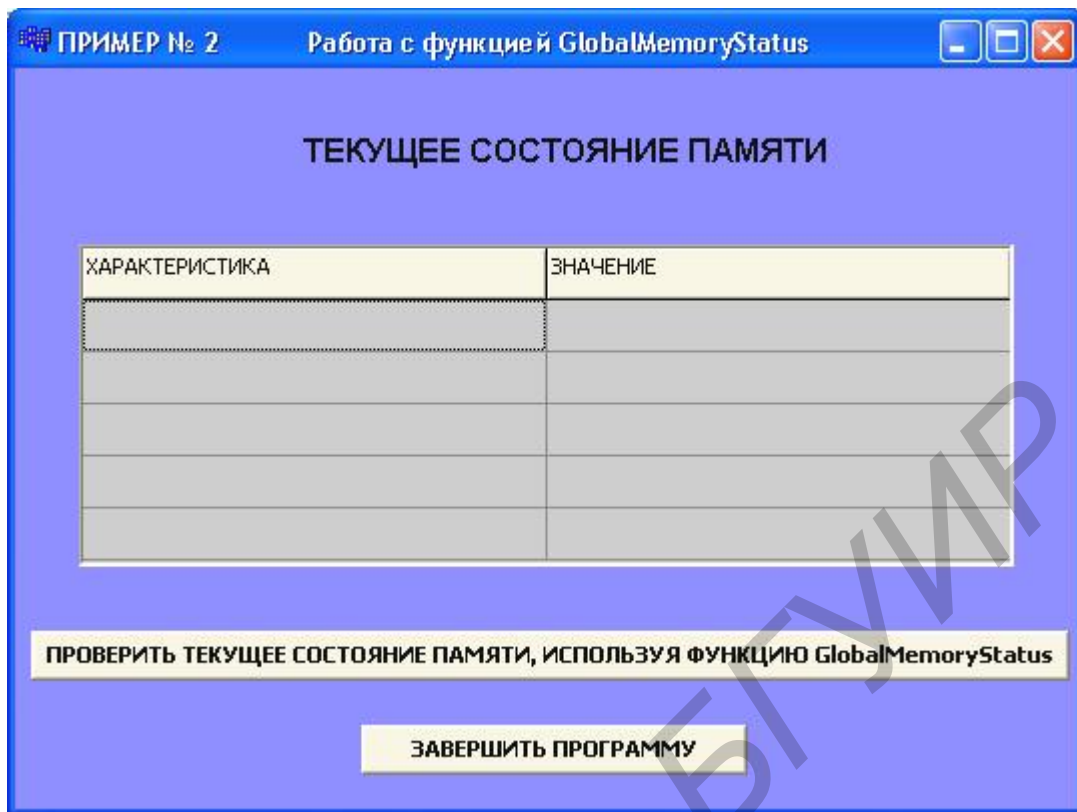 ПРИМЕР № 2 Работа с функцией GlobalMemoryStatus
ТЕКУЩЕЕ СОСТОЯНИЕ ПАМЯТИ
ХАРАКТЕРИСТИКА ЗНАЧЕНИЕ
ПРОВЕРИТЬ ТЕКУЩЕЕ СОСТОЯНИЕ ПАМЯТИ, ИСПОЛЬЗУЯ ФУНКЦИЮ GlobalMemoryStatus
ЗАВЕРШИТЬ ПРОГРАММУ
БГУИР